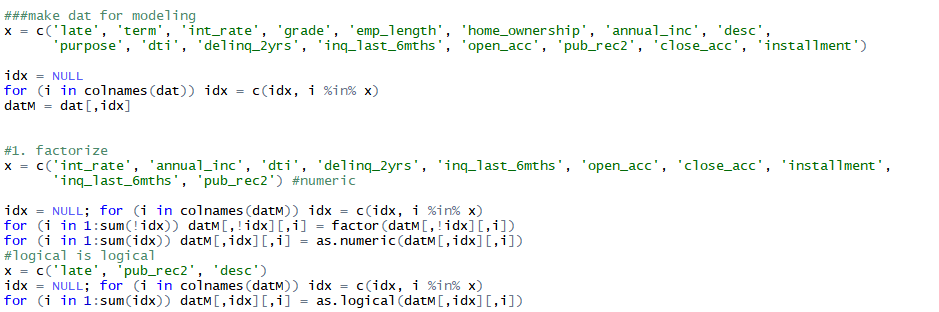 ###make dat for modeling
x = c('late', 'term', 'int_rate', 'grade', 'emp_length', 'home_ownership', 'annual_inc', 'desc',
'purpose', 'dti', 'delinq_2yrs', 'inq_last_6mths', 'open_acc', 'pub_rec2', 'close_acc', 'installment')
idx = NULL
for (i in colnames(dat)) idx = c(idx, i %in% x)
datM = dat[,idx]
#1. factorize
x = c('int_rate', 'annual_inc', 'dti', 'delinq_2yrs', 'inq_last_6mths', 'open_acc', 'close_acc', 'installment',
'inq_last_6mths', 'pub_rec2') #numeric
idx = NULL; for (i in colnames(datM)) idx = c(idx, i %in% x)
for (i in 1:sum(!idx)) datM[,!idx][,i] = factor(datM[,!idx][,i])
for (i in 1:sum(idx)) datM[,idx][,i] = as.numeric(datM[,idx][,i])
#logical is logical
x = c('late', 'pub_rec2', 'desc')
idx = NULL; for (i in colnames(datM)) idx = c(idx, i %in% x)
for (i in 1:sum(idx)) datM[,idx][,i] = as.logical(datM[,idx][,i])